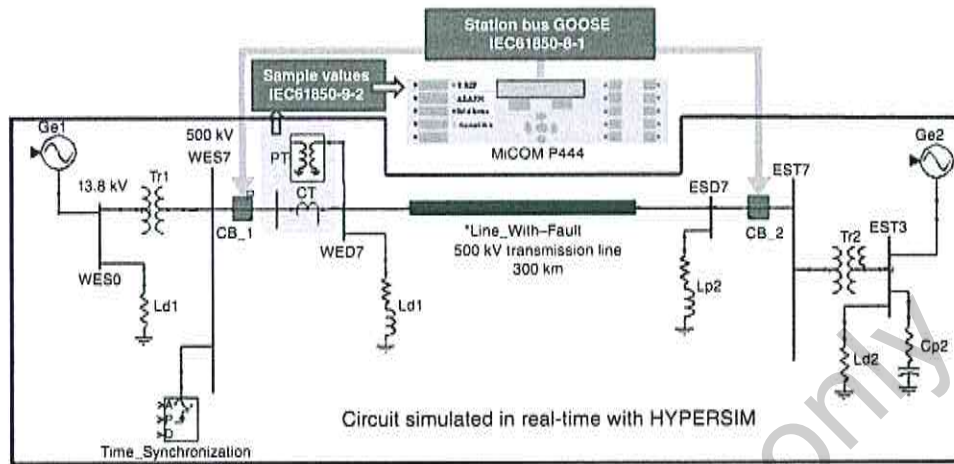 Station bus GOOSE
IEC61850-8-1
Sample values
IEC61850-9-2
MiCOM P444
Ge1
500 kV
WES7
PT
CT
Tr1
13.8 kV
CB_1
WES0
Ld1
WED7
Ld1
*Line_With-Fault
500 kV transmission line
300 km
ESD7
Lp2
CB_2
EST7
Ge2
Tr2
EST3
Ld2
Cp2
A
P
D
Time_Synchronization
Circuit simulated in real-time with HYPERSIM
only